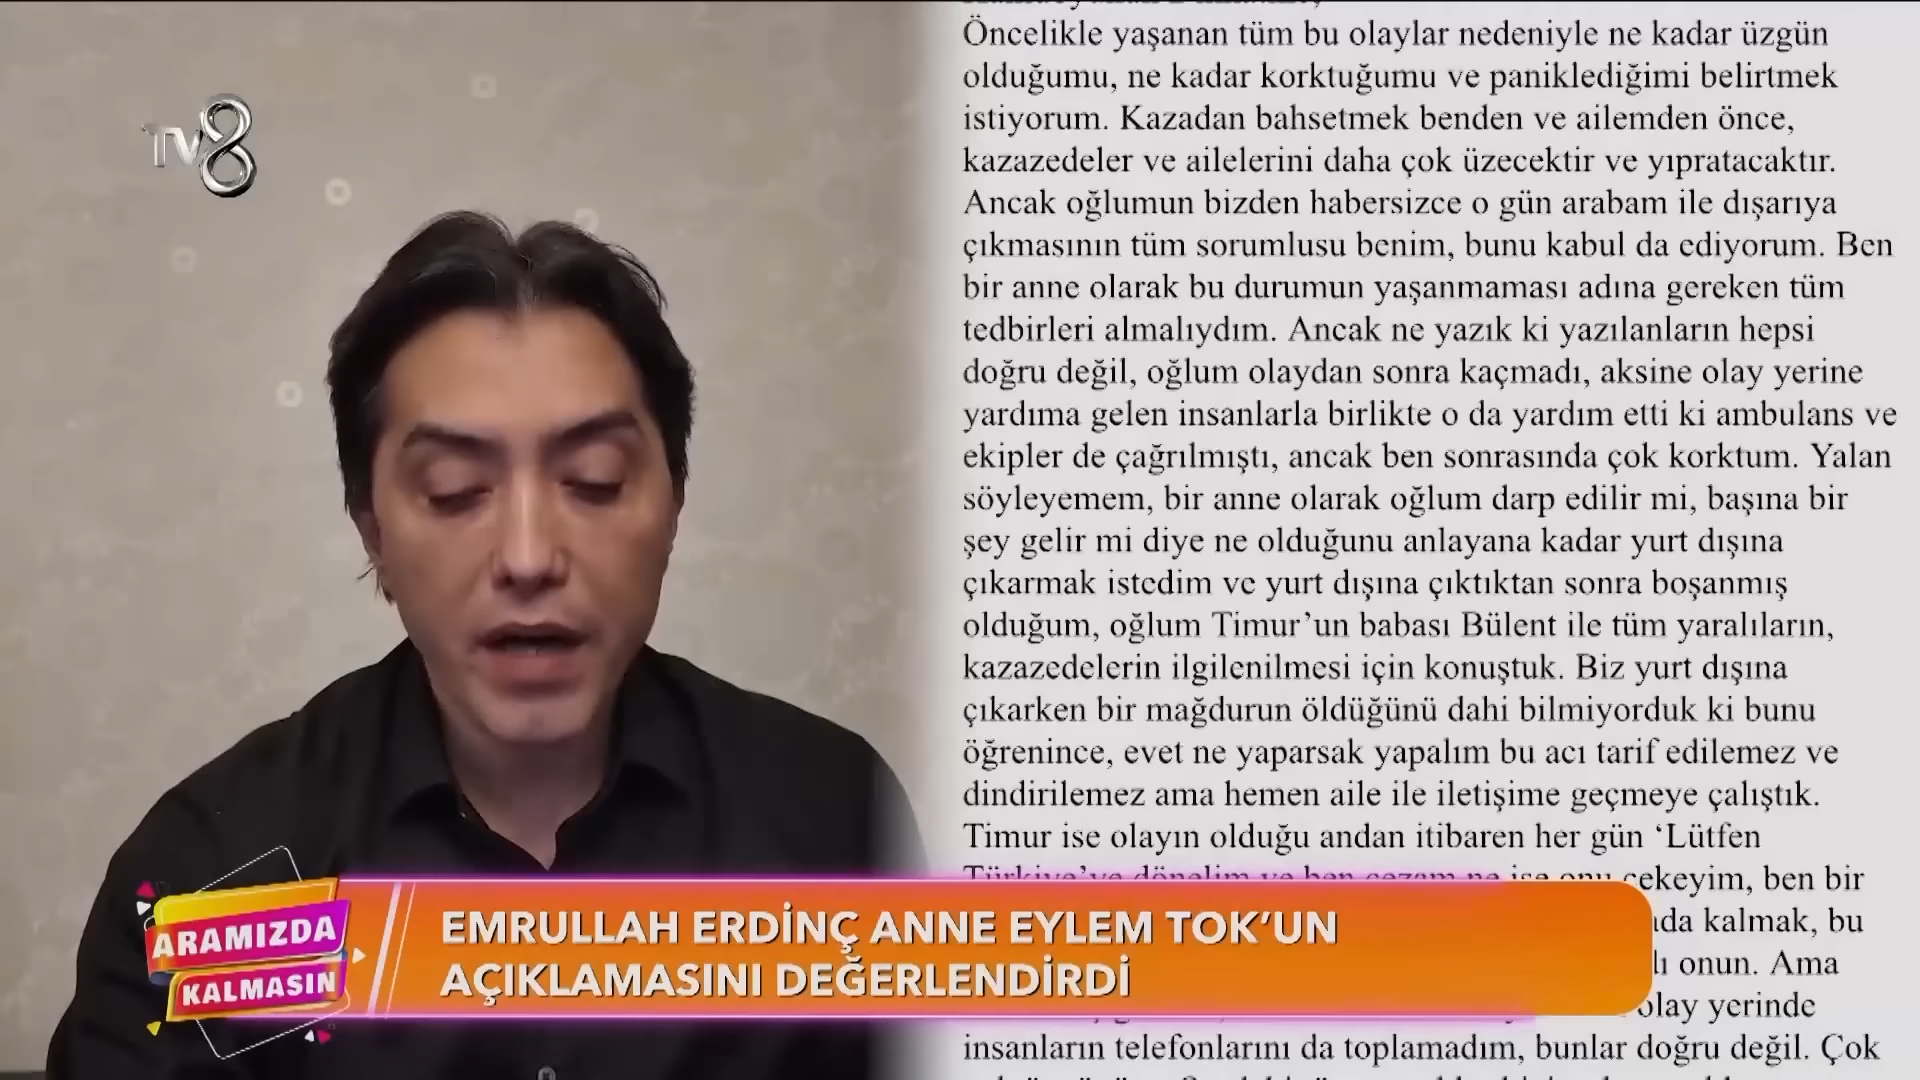 TV8
Öncelikle yaşanan tüm bu olaylar nedeniyle ne kadar üzgün
olduğumu, ne kadar korktuğumu ve paniklediğimi belirtmek
istiyorum. Kazadan bahsetmek benden ve ailemden önce,
kazazedeler ve ailelerini daha çok üzecektir ve yıpratacaktır.
Ancak oğlumun bizden habersizce o gün arabam ile dışarıya
çıkmasının tüm sorumlusu benim, bunu kabul da ediyorum. Ben
bir anne olarak bu durumun yaşanmaması adına gereken tüm
tedbirleri almalıydım. Ancak ne yazık ki yazılanların hepsi
doğru değil, oğlum olaydan sonra kaçmadı, aksine olay yerine
yardıma gelen insanlarla birlikte o da yardım etti ki ambulans ve
ekipler de çağrılmıştı, ancak ben sonrasında çok korktum. Yalan
söyleyemem, bir anne olarak oğlum darp edilir mi, başına bir
şey gelir mi diye ne olduğunu anlayana kadar yurt dışına
çıkarmak istedim ve yurt dışına çıktıktan sonra boşanmış
olduğum, oğlum Timur’un babası Bülent ile tüm yaralıların,
kazazedelerin ilgilenilmesi için konuştuk. Biz yurt dışına
çıkarken bir mağdurun öldüğünü dahi bilmiyorduk ki bunu
öğrenince, evet ne yaparsak yapalım bu acı tarif edilemez ve
dindirilemez ama hemen aile ile iletişime geçmeye çalıştık.
Timur ise olayın olduğu andan itibaren her gün ‘Lütfen
Türkiye’ye dönelim ve ben cezam ne ise onu çekeyim, ben bir
kalmak, bu
onun. Ama
olay yerinde
insanların telefonlarını da toplamadım, bunlar doğru değil. Çok
ARAMIZDA
KALMASIN
EMRULLAH ERDİNÇ ANNE EYLEM TOK’UN
AÇIKLAMASINI DEĞERLENDİRDİ